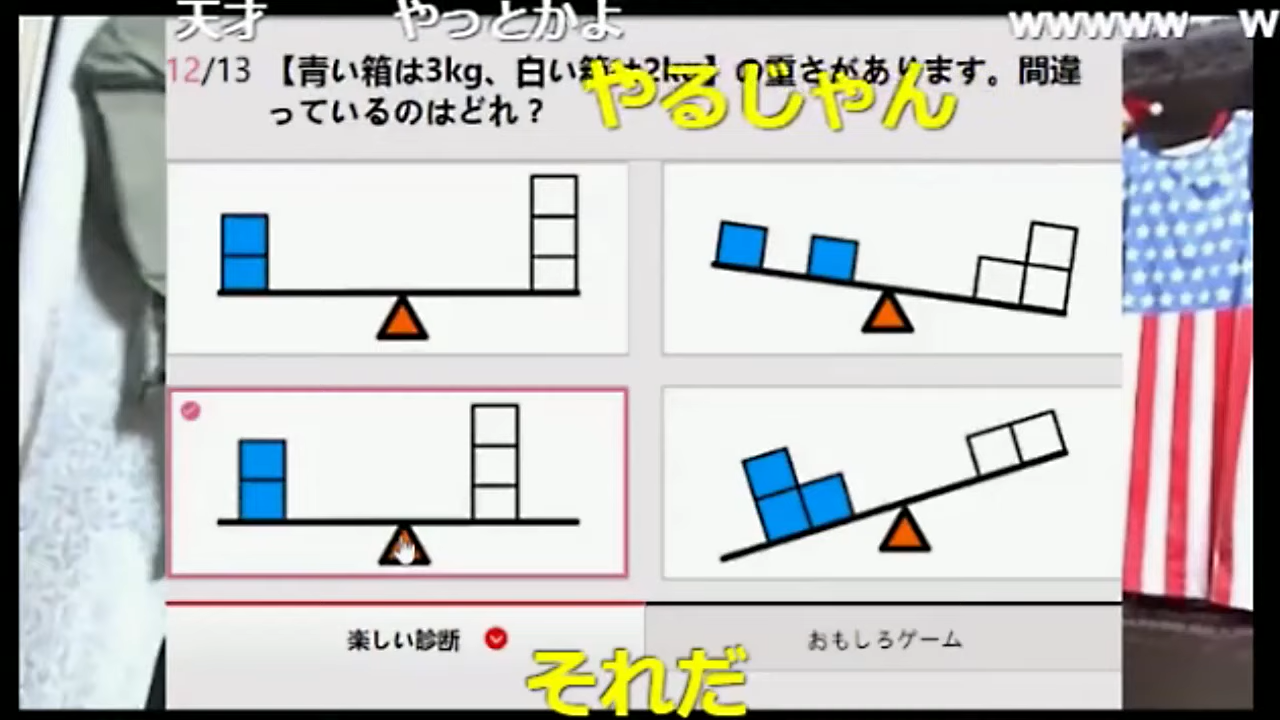 天才 やっとかよ wwwww w
12/13 【青い箱は3kg、白い箱は2kg】の重さがあります。間違
っているのはどれ？
やるじゃん
楽しい診断 おもしろゲーム
それだ